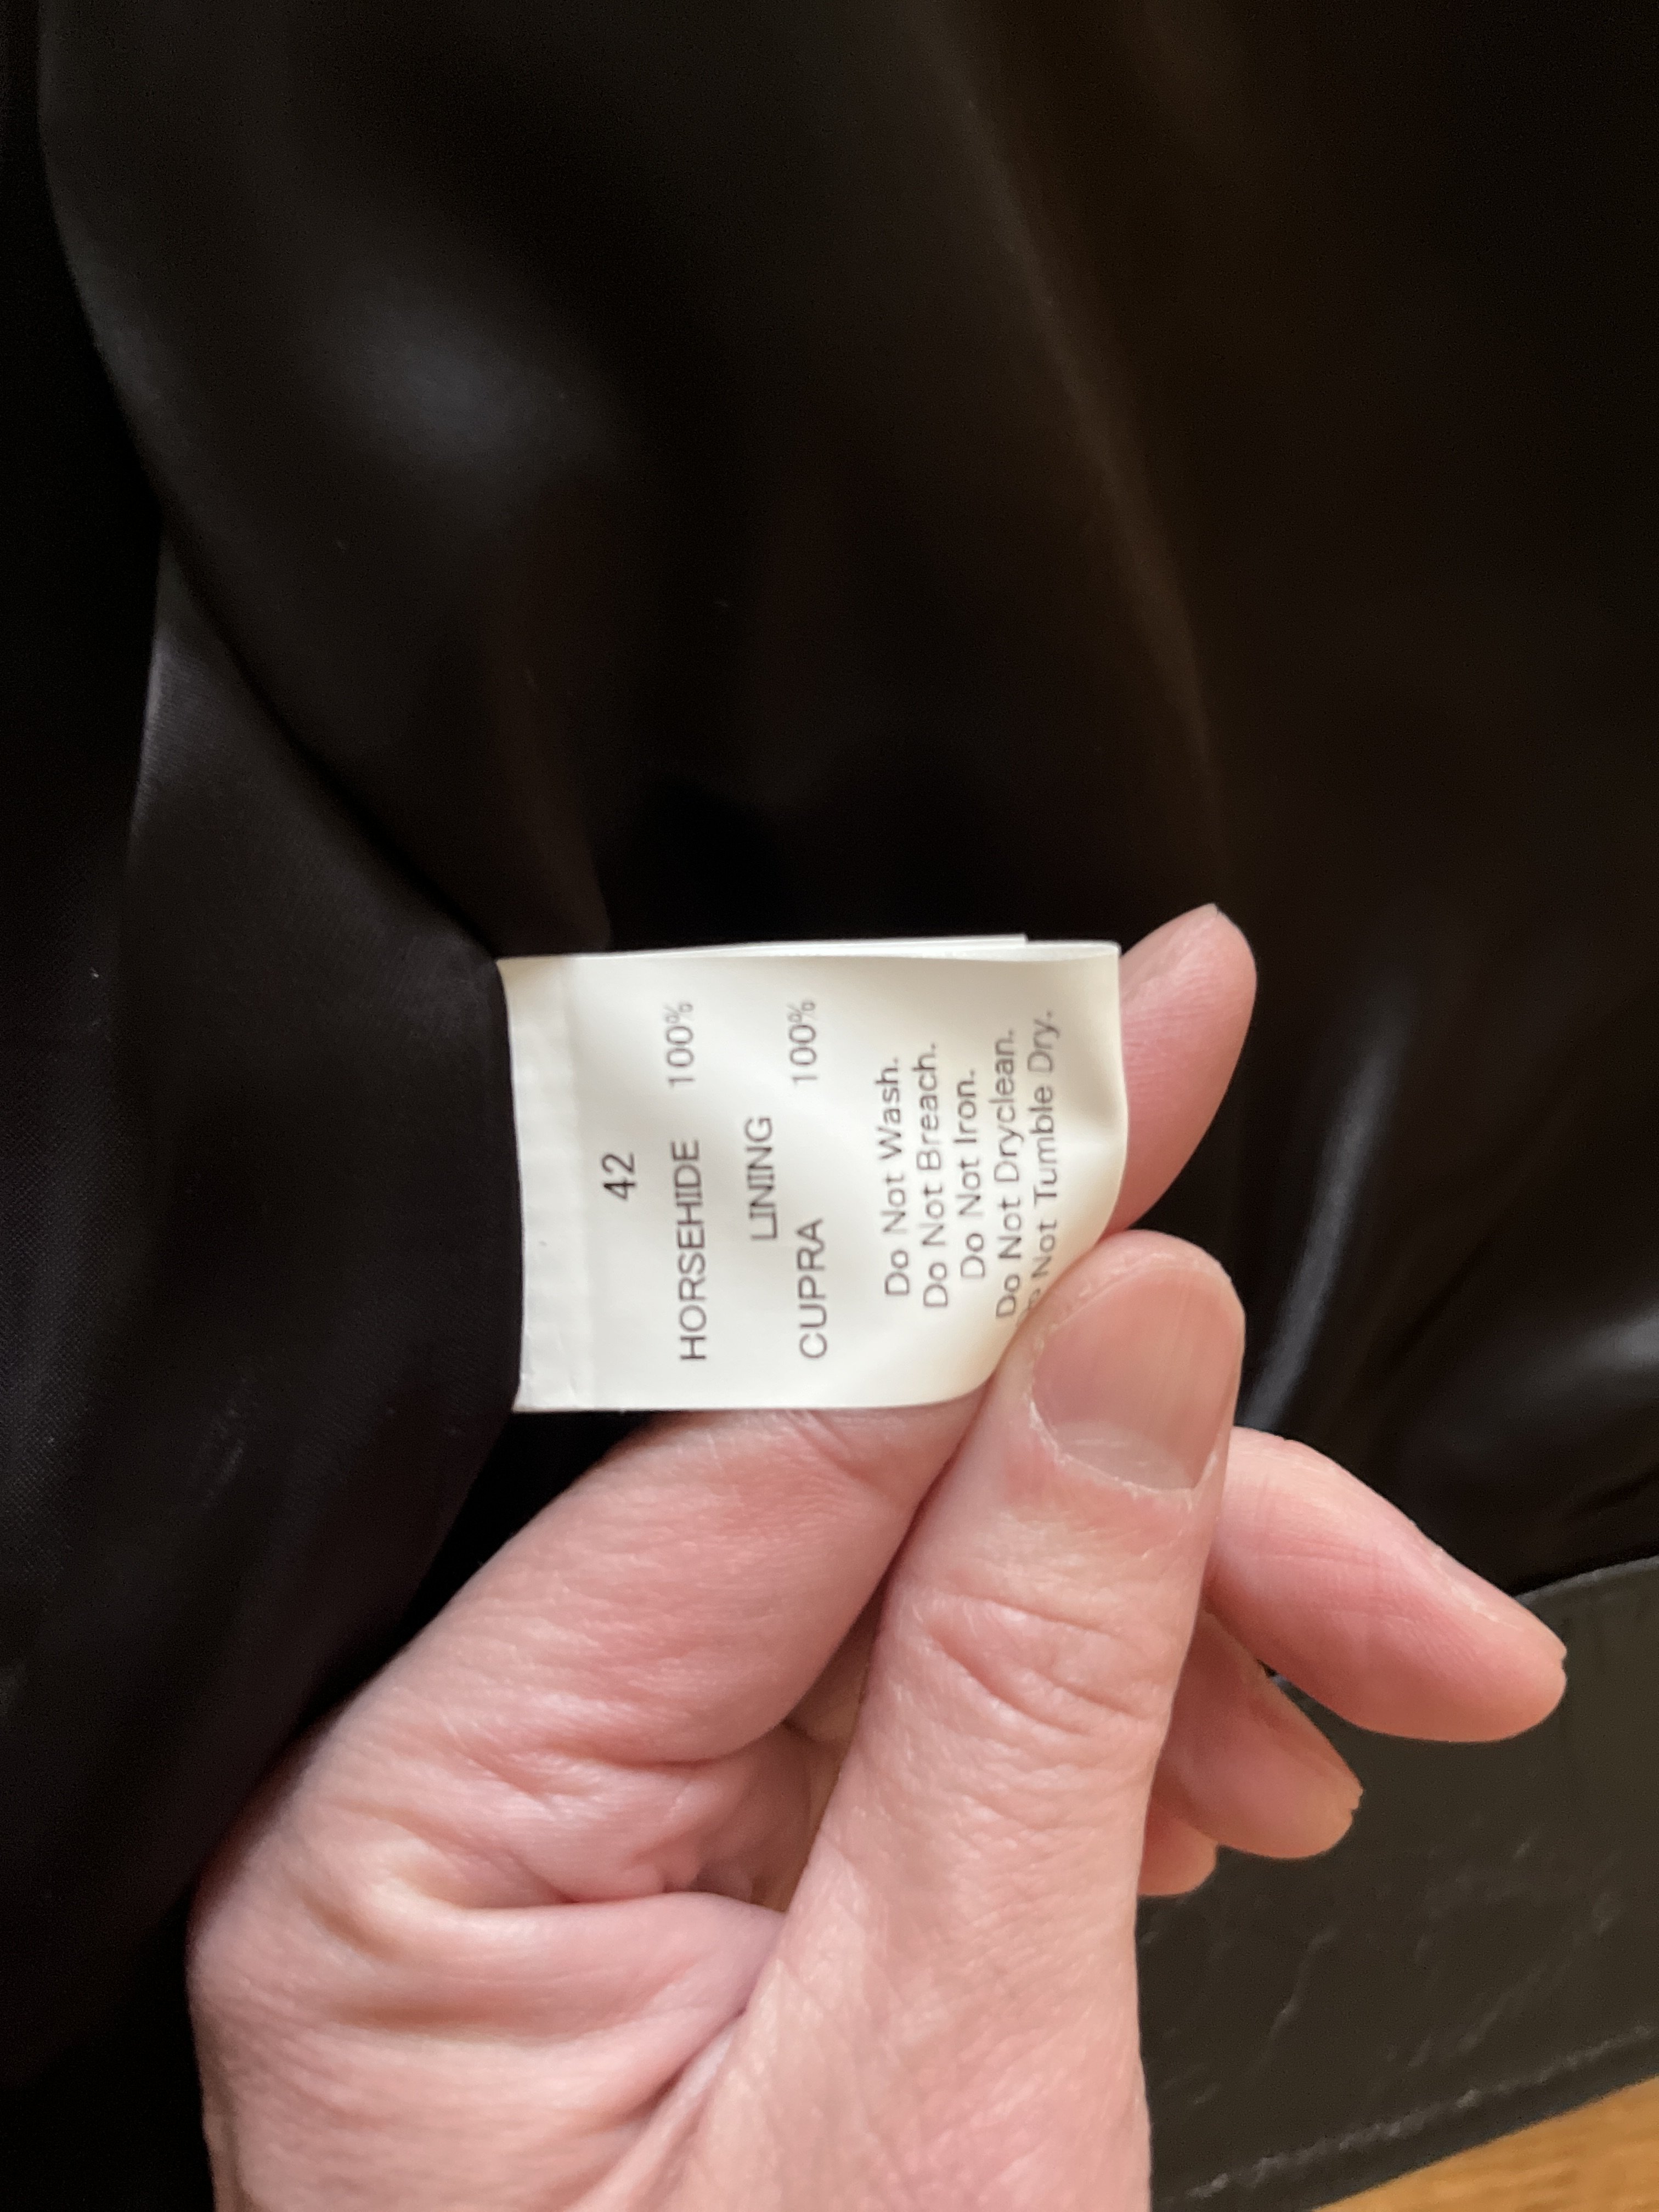 42
HORSEHIDE 100%
LINING
CUPRA 100%
Do Not Wash.
Do Not Breach.
Do Not Iron.
Do Not Dryclean.
Do Not Tumble Dry.